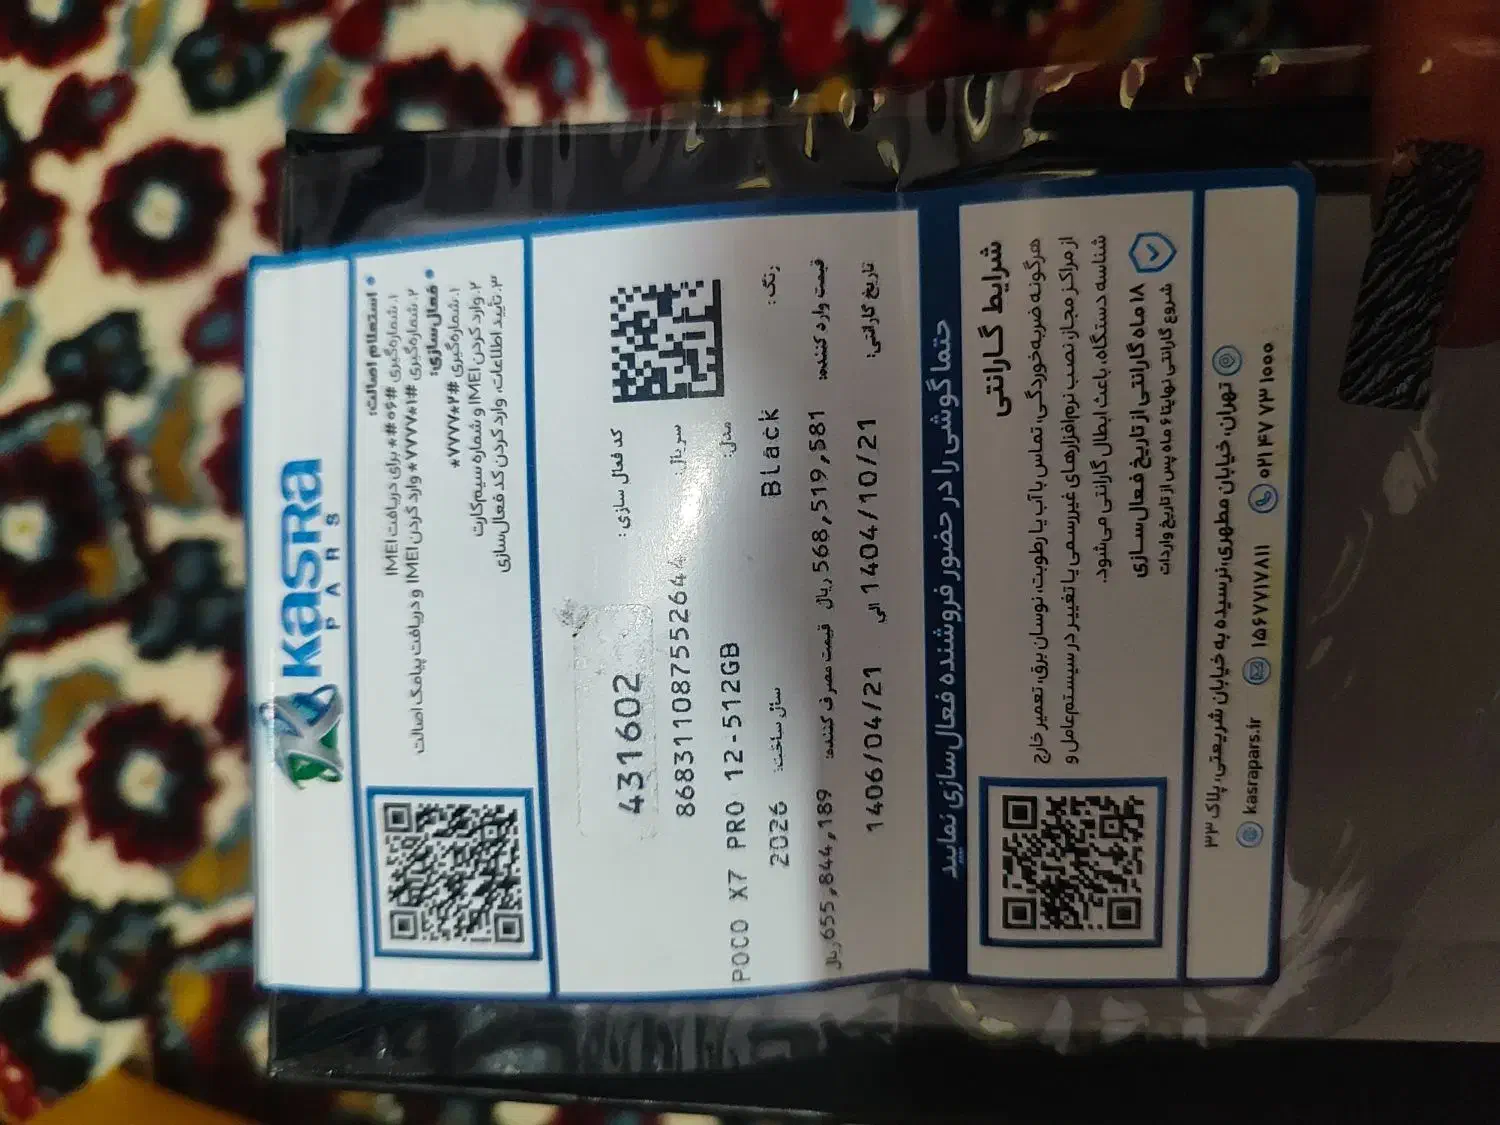 KASRA
PARS
• استعلام اصالت:
۱. شماره‌گیری #۰۶#* برای دریافت IMEI
۲. شماره‌گیری #۱*۷۷۷۷* وارد کردن IMEI و دریافت پیامک اصالت
• فعال‌سازی:
۱. شماره‌گیری #۲*۷۷۷۷*
۲. وارد کردن IMEI و شماره سیم‌کارت
۳. تأیید اطلاعات، وارد کردن کد فعال‌سازی
کد فعال سازی: 431602
سریال: 868311087552644
مدل: POCO X7 PRO 12-512GB
رنگ: Black سال ساخت: 2026
قیمت وارد کننده: 568,519,581 ریال قیمت مصرف کننده: 655,844,189 ریال
تاریخ گارانتی: 1404/10/21 الی 1406/04/21
حتما گوشی را در حضور فروشنده فعال‌سازی نمایید
شرایط گارانتی
هرگونه ضربه‌خوردگی، تماس با آب یا رطوبت، نوسان برق، تعمیر خارج
از مراکز مجاز، نصب نرم‌افزارهای غیررسمی یا تغییر در سیستم‌عامل و
شناسه دستگاه، باعث ابطال گارانتی می‌شود.
۱۸ ماه گارانتی از تاریخ فعال‌سازی
شروع گارانتی نهایتا ۶ ماه پس از تاریخ واردات
تهران، خیابان مطهری، نرسیده به خیابان شریعتی، پلاک ۳۳
۰۲۱ ۴۷ ۷۳ ۱۰۰۰ ۱۵۶۷۷۱۷۸۱۱ kasrapars.ir